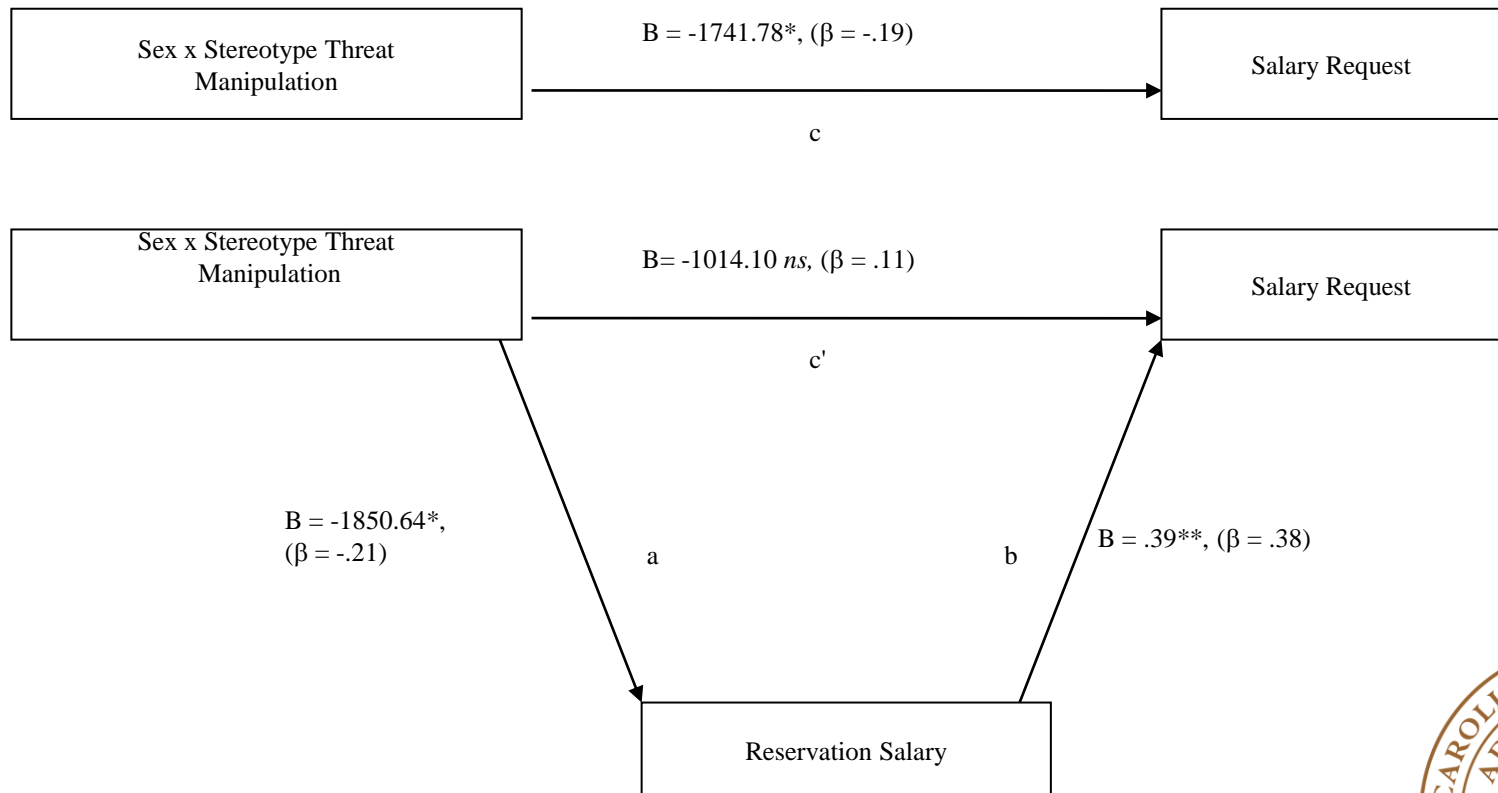 B = -1741.78*, (β = -.19)
Sex x Stereotype Threat
Manipulation
Salary Request
c
Sex x Stereotype Threat
Manipulation
B= -1014.10 ns, (β = .11)
Salary Request
c'
B = -1850.64*,
(β = -.21)
a
b
B = .39**, (β = .38)
Reservation Salary